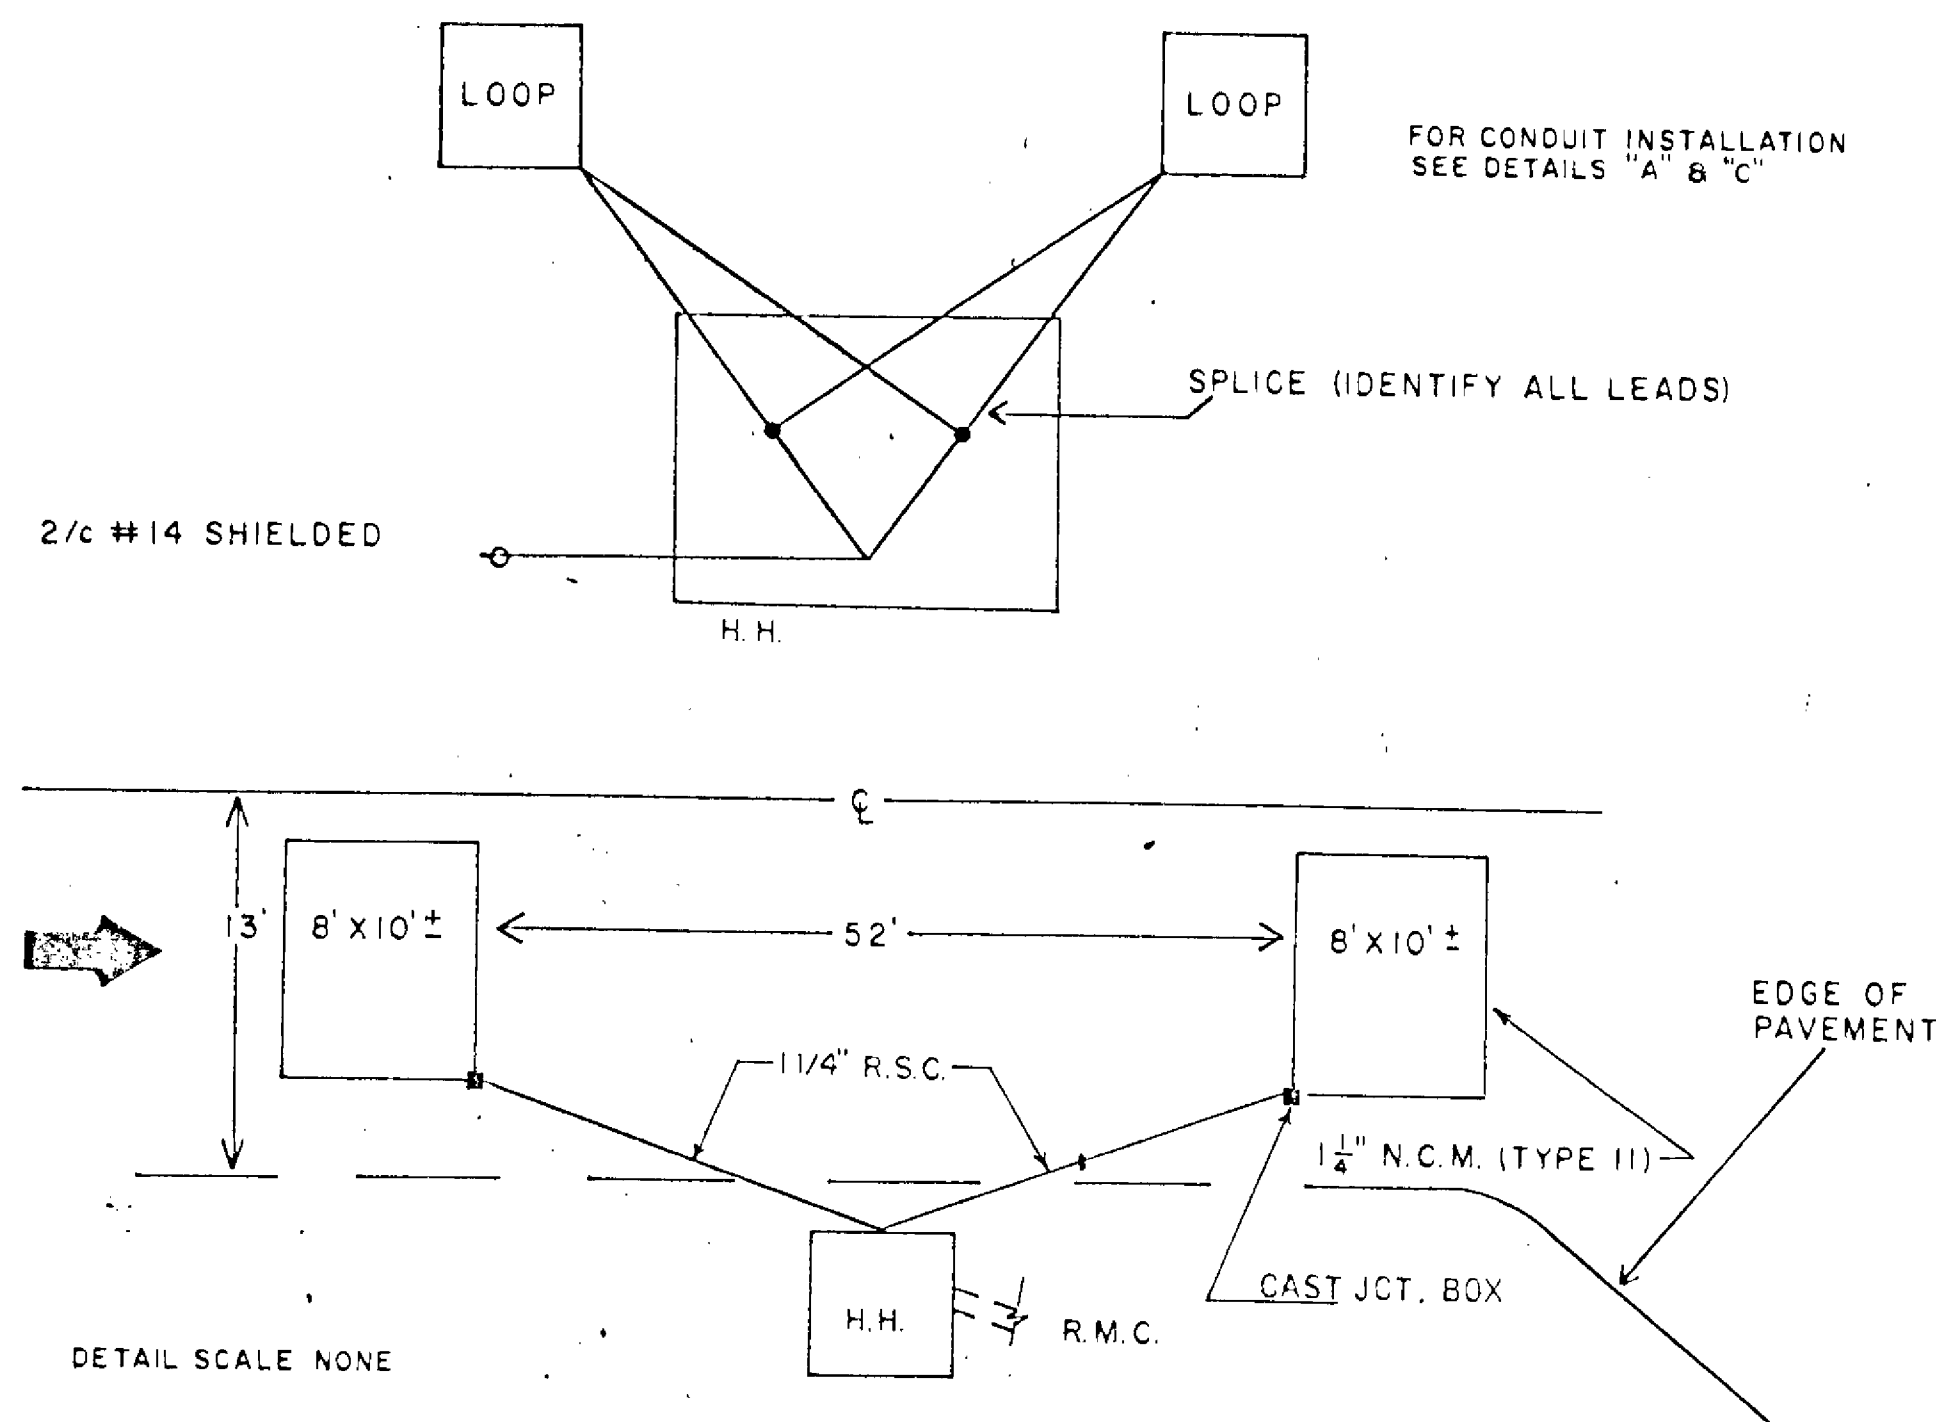 LOOP
LOOP
FOR CONDUIT INSTALLATION
SEE DETAILS "A" & "C"
SPLICE (IDENTIFY ALL LEADS)
2/c #14 SHIELDED
H.H.
℄
13'
8' X 10' ±
52'
8' X 10' ±
EDGE OF
PAVEMENT
1 1/4" R.S.C.
1 1/4" N.C.M. (TYPE II)
CAST JCT. BOX
H.H.
R.M.C.
DETAIL SCALE NONE